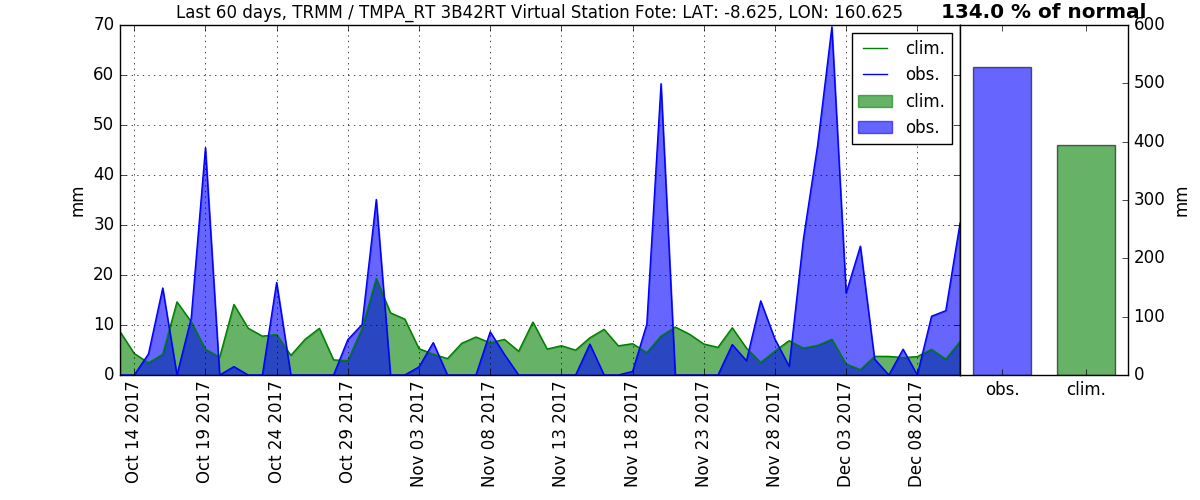 Last 60 days, TRMM / TMPA_RT 3B42RT Virtual Station Fote: LAT: -8.625, LON: 160.625
134.0 % of normal
70
60
50
40
30
20
10
0
mm
clim.
obs.
clim.
obs.
600
500
400
300
200
100
0
mm
obs.
clim.
Oct 14 2017
Oct 19 2017
Oct 24 2017
Oct 29 2017
Nov 03 2017
Nov 08 2017
Nov 13 2017
Nov 18 2017
Nov 23 2017
Nov 28 2017
Dec 03 2017
Dec 08 2017